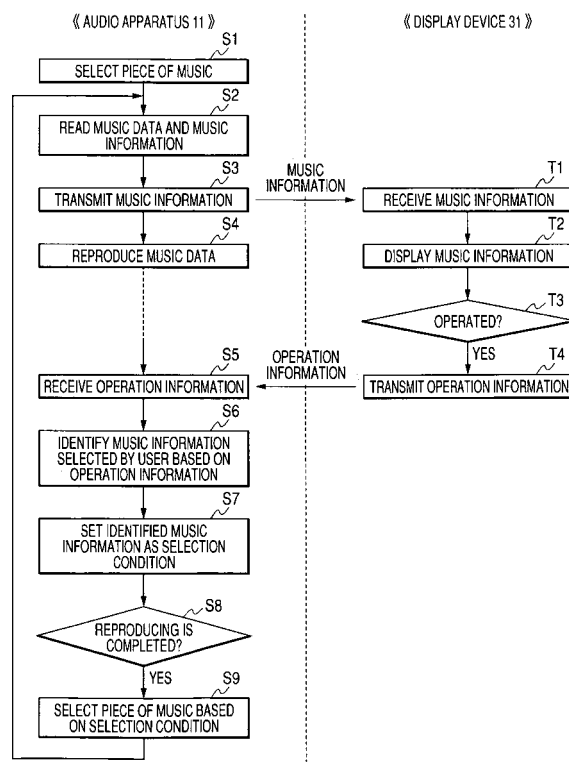 《 AUDIO APPARATUS 11 》
《 DISPLAY DEVICE 31 》
S1
SELECT PIECE OF MUSIC
S2
READ MUSIC DATA AND MUSIC
INFORMATION
S3
TRANSMIT MUSIC INFORMATION
MUSIC
INFORMATION
T1
RECEIVE MUSIC INFORMATION
S4
REPRODUCE MUSIC DATA
T2
DISPLAY MUSIC INFORMATION
T3
OPERATED?
YES
T4
TRANSMIT OPERATION INFORMATION
OPERATION
INFORMATION
S5
RECEIVE OPERATION INFORMATION
S6
IDENTIFY MUSIC INFORMATION
SELECTED BY USER BASED ON
OPERATION INFORMATION
S7
SET IDENTIFIED MUSIC
INFORMATION AS SELECTION
CONDITION
S8
REPRODUCING IS
COMPLETED?
YES
S9
SELECT PIECE OF MUSIC BASED
ON SELECTION CONDITION